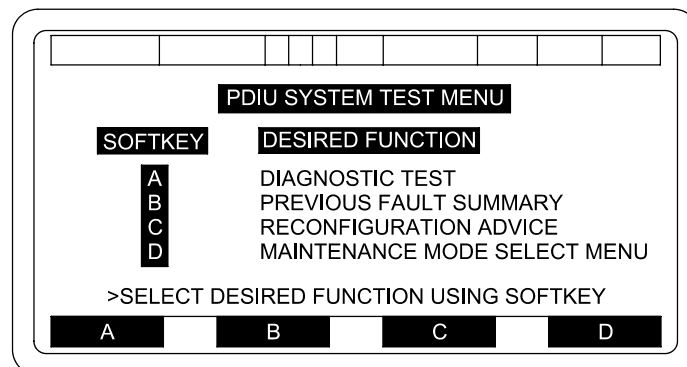 PDIU SYSTEM TEST MENU
SOFTKEY DESIRED FUNCTION
A DIAGNOSTIC TEST
B PREVIOUS FAULT SUMMARY
C RECONFIGURATION ADVICE
D MAINTENANCE MODE SELECT MENU
>SELECT DESIRED FUNCTION USING SOFTKEY
A B C D